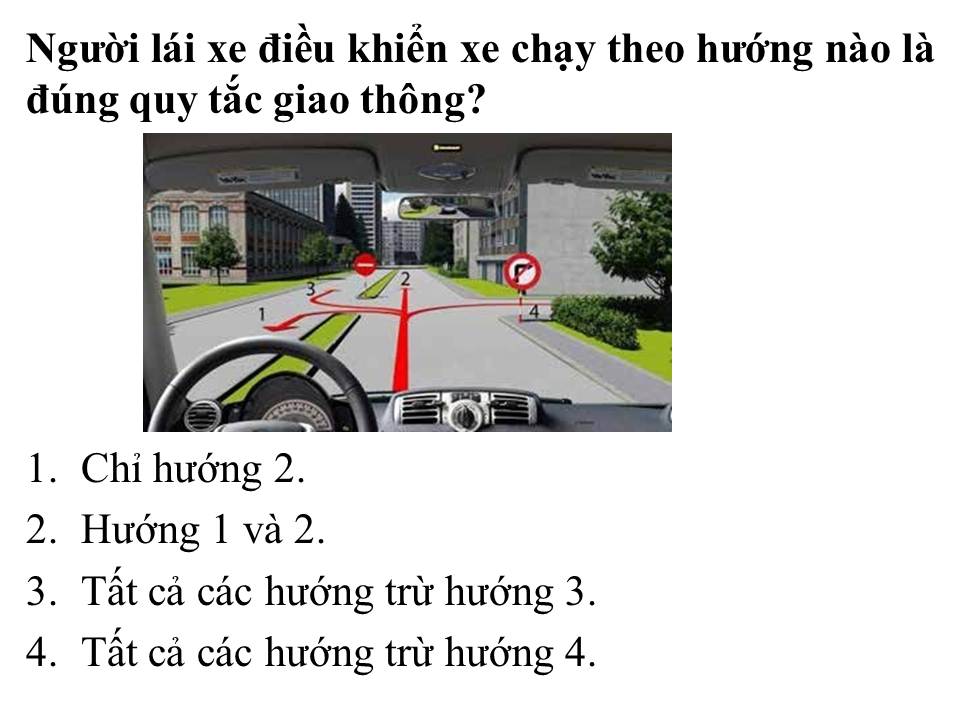 Người lái xe điều khiển xe chạy theo hướng nào là
đúng quy tắc giao thông?
3
2
1
4
1. Chỉ hướng 2.
2. Hướng 1 và 2.
3. Tất cả các hướng trừ hướng 3.
4. Tất cả các hướng trừ hướng 4.